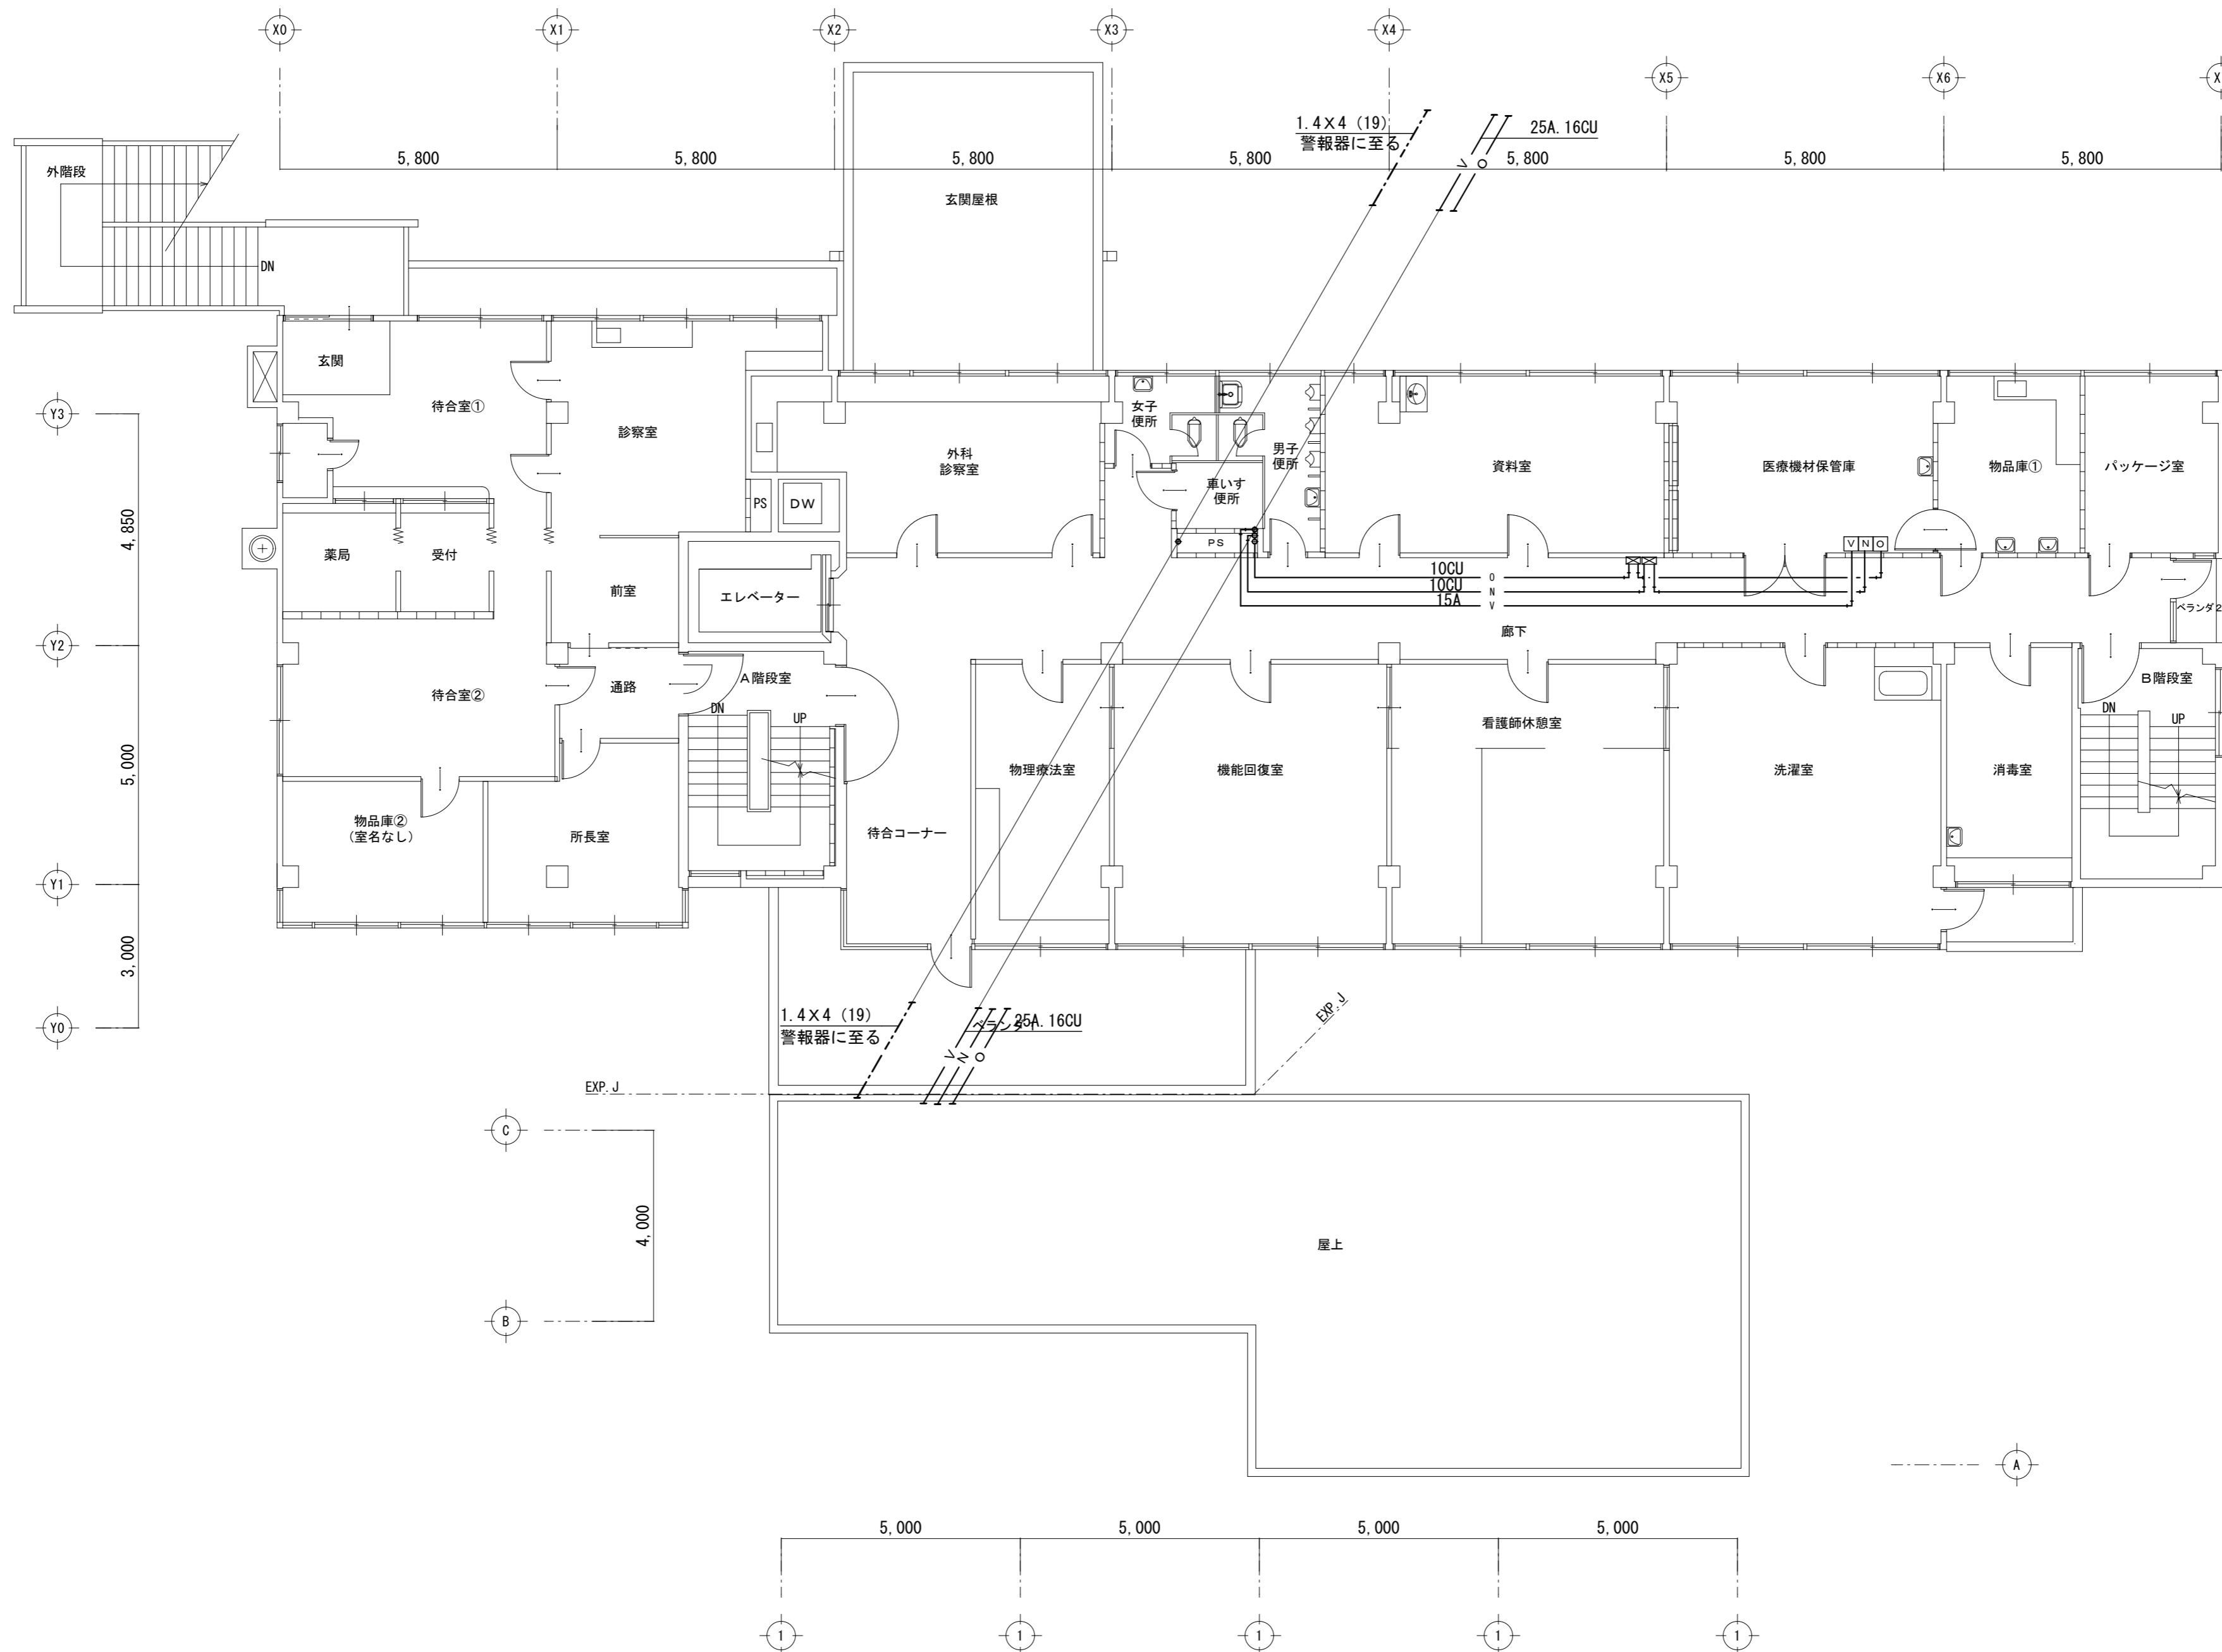 X0
X1
X2
X3
X4
X5
X6
X
1.4X4 (19)
警報器に至る
25A.16CU
V
O
5,800
5,800
5,800
5,800
5,800
5,800
5,800
外階段
DN
玄関屋根
玄関
待合室①
診察室
外科
診察室
女子
便所
男子
便所
車いす
便所
資料室
医療機材保管庫
物品庫①
パッケージ室
Y3
4,850
PS
DW
PS
薬局
受付
前室
エレベーター
V N O
10CU
O
10CU
N
15A
V
廊下
ベランダ2
Y2
待合室②
通路
A階段室
DN
UP
B階段室
DN
UP
看護師休憩室
5,000
物理療法室
機能回復室
洗濯室
消毒室
物品庫②
(室名なし)
所長室
待合コーナー
Y1
3,000
Y0
1.4X4 (19)
警報器に至る
25A.16CU
V
N
O
EXP.J
EXP.J
C
4,000
B
屋上
A
5,000
5,000
5,000
5,000
1
1
1
1
1